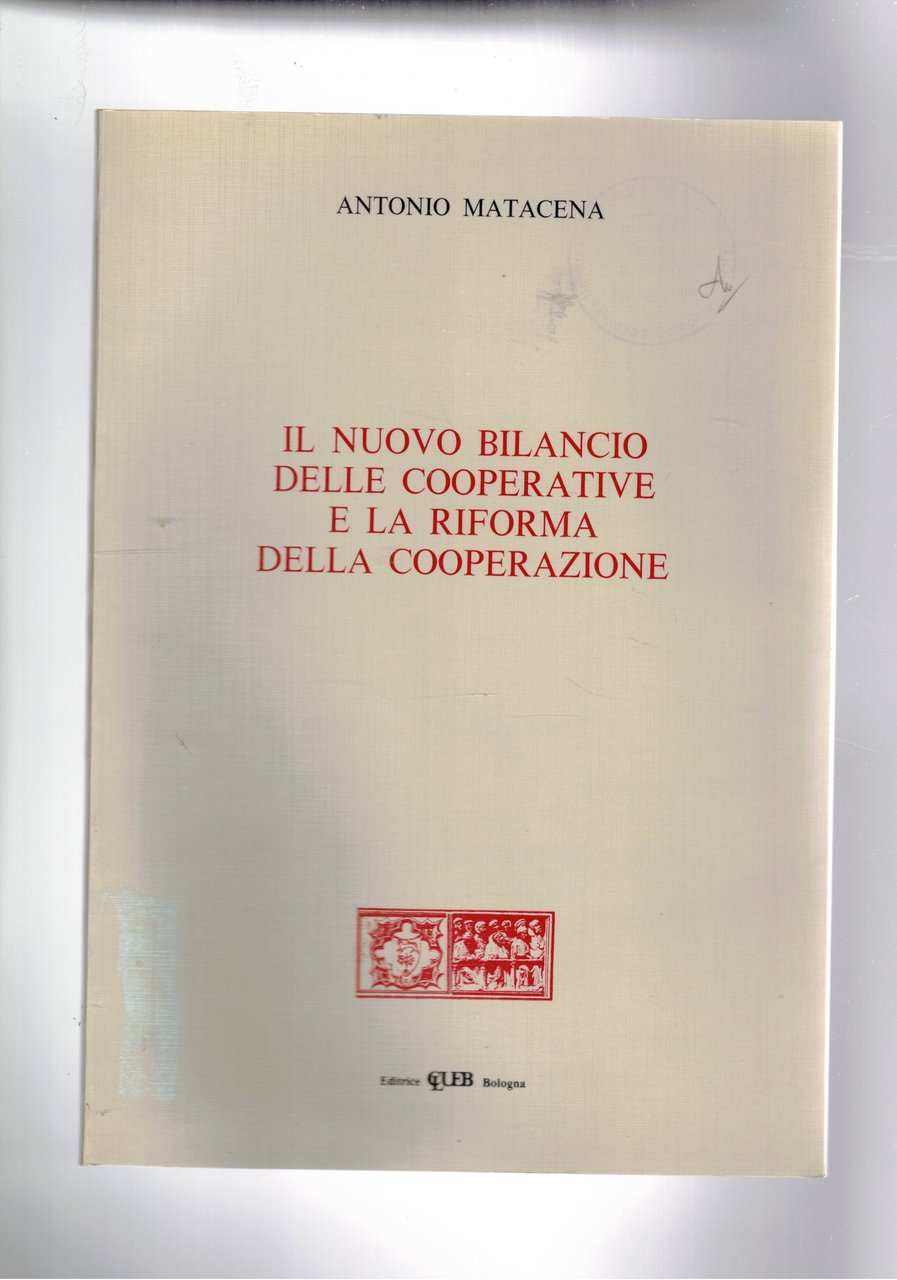 ANTONIO MATACENA
IL NUOVO BILANCIO
DELLE COOPERATIVE
E LA RIFORMA
DELLA COOPERAZIONE
Editrice CLUEB Bologna